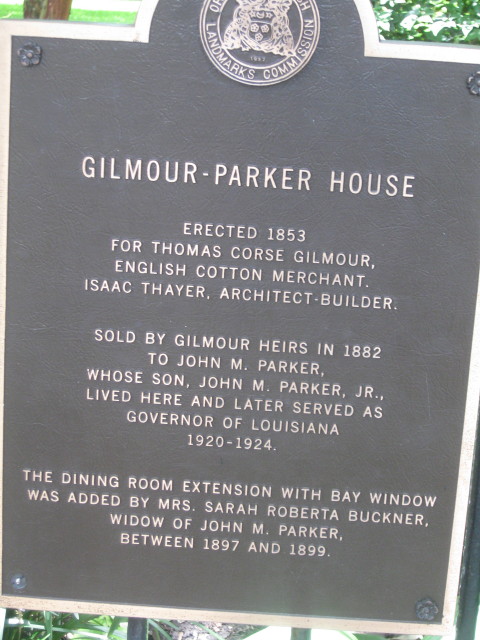 LANDMARKS COMMISSION
GILMOUR-PARKER HOUSE
ERECTED 1853
FOR THOMAS CORSE GILMOUR,
ENGLISH COTTON MERCHANT.
ISAAC THAYER, ARCHITECT-BUILDER.
SOLD BY GILMOUR HEIRS IN 1882
TO JOHN M. PARKER,
WHOSE SON, JOHN M. PARKER, JR.,
LIVED HERE AND LATER SERVED AS
GOVERNOR OF LOUISIANA
1920-1924.
THE DINING ROOM EXTENSION WITH BAY WINDOW
WAS ADDED BY MRS. SARAH ROBERTA BUCKNER,
WIDOW OF JOHN M. PARKER,
BETWEEN 1897 AND 1899.